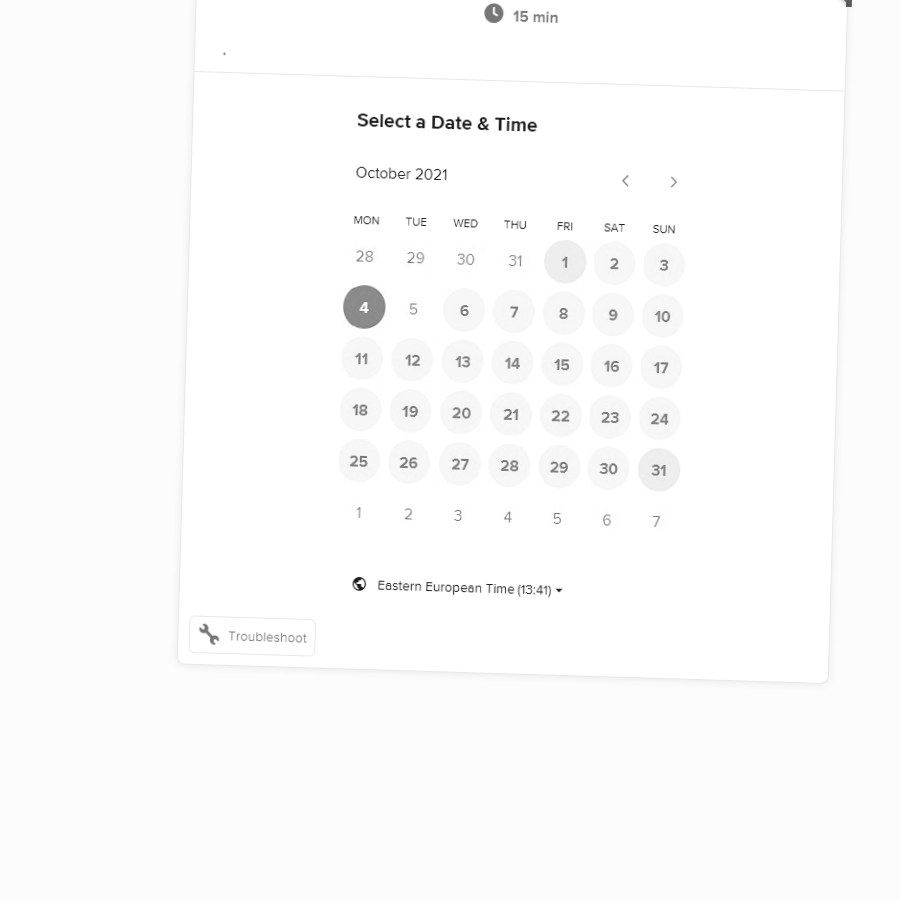 15 min
.
Select a Date & Time
October 2021
MON TUE WED THU FRI SAT SUN
28 29 30 31 1 2 3
4 5 6 7 8 9 10
11 12 13 14 15 16 17
18 19 20 21 22 23 24
25 26 27 28 29 30 31
1 2 3 4 5 6 7
Eastern European Time (13:41)
Troubleshoot